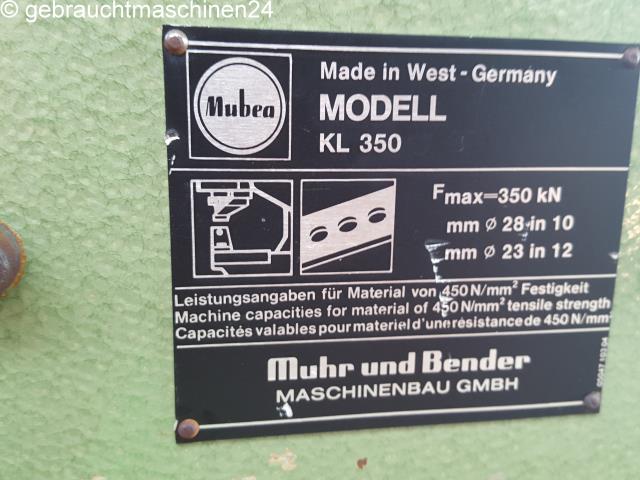 © gebrauchtmaschinen24
Mubea
Made in West-Germany
MODELL
KL 350
Fmax=350 kN
mm ø 28 in 10
mm ø 23 in 12
Leistungsangaben für Material von 450 N/mm² Festigkeit
Machine capacities for material of 450 N/mm² tensile strength
Capacités valables pour materiel d'une résistance de 450 N/mm
Muhr und Bender
MASCHINENBAU GMBH